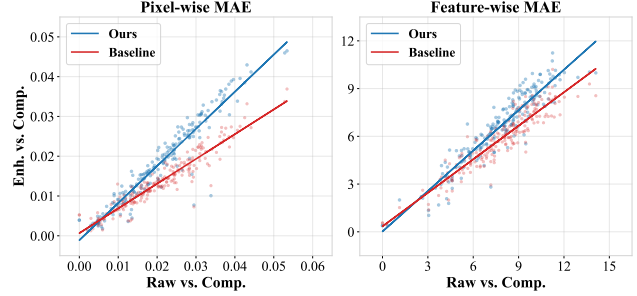 Pixel-wise MAE
Feature-wise MAE
Ours
Baseline
Ours
Baseline
Enh. vs. Comp.
0.05
0.04
0.03
0.02
0.01
0.00
12
9
6
3
0
0.00 0.01 0.02 0.03 0.04 0.05 0.06
0 3 6 9 12 15
Raw vs. Comp.
Raw vs. Comp.